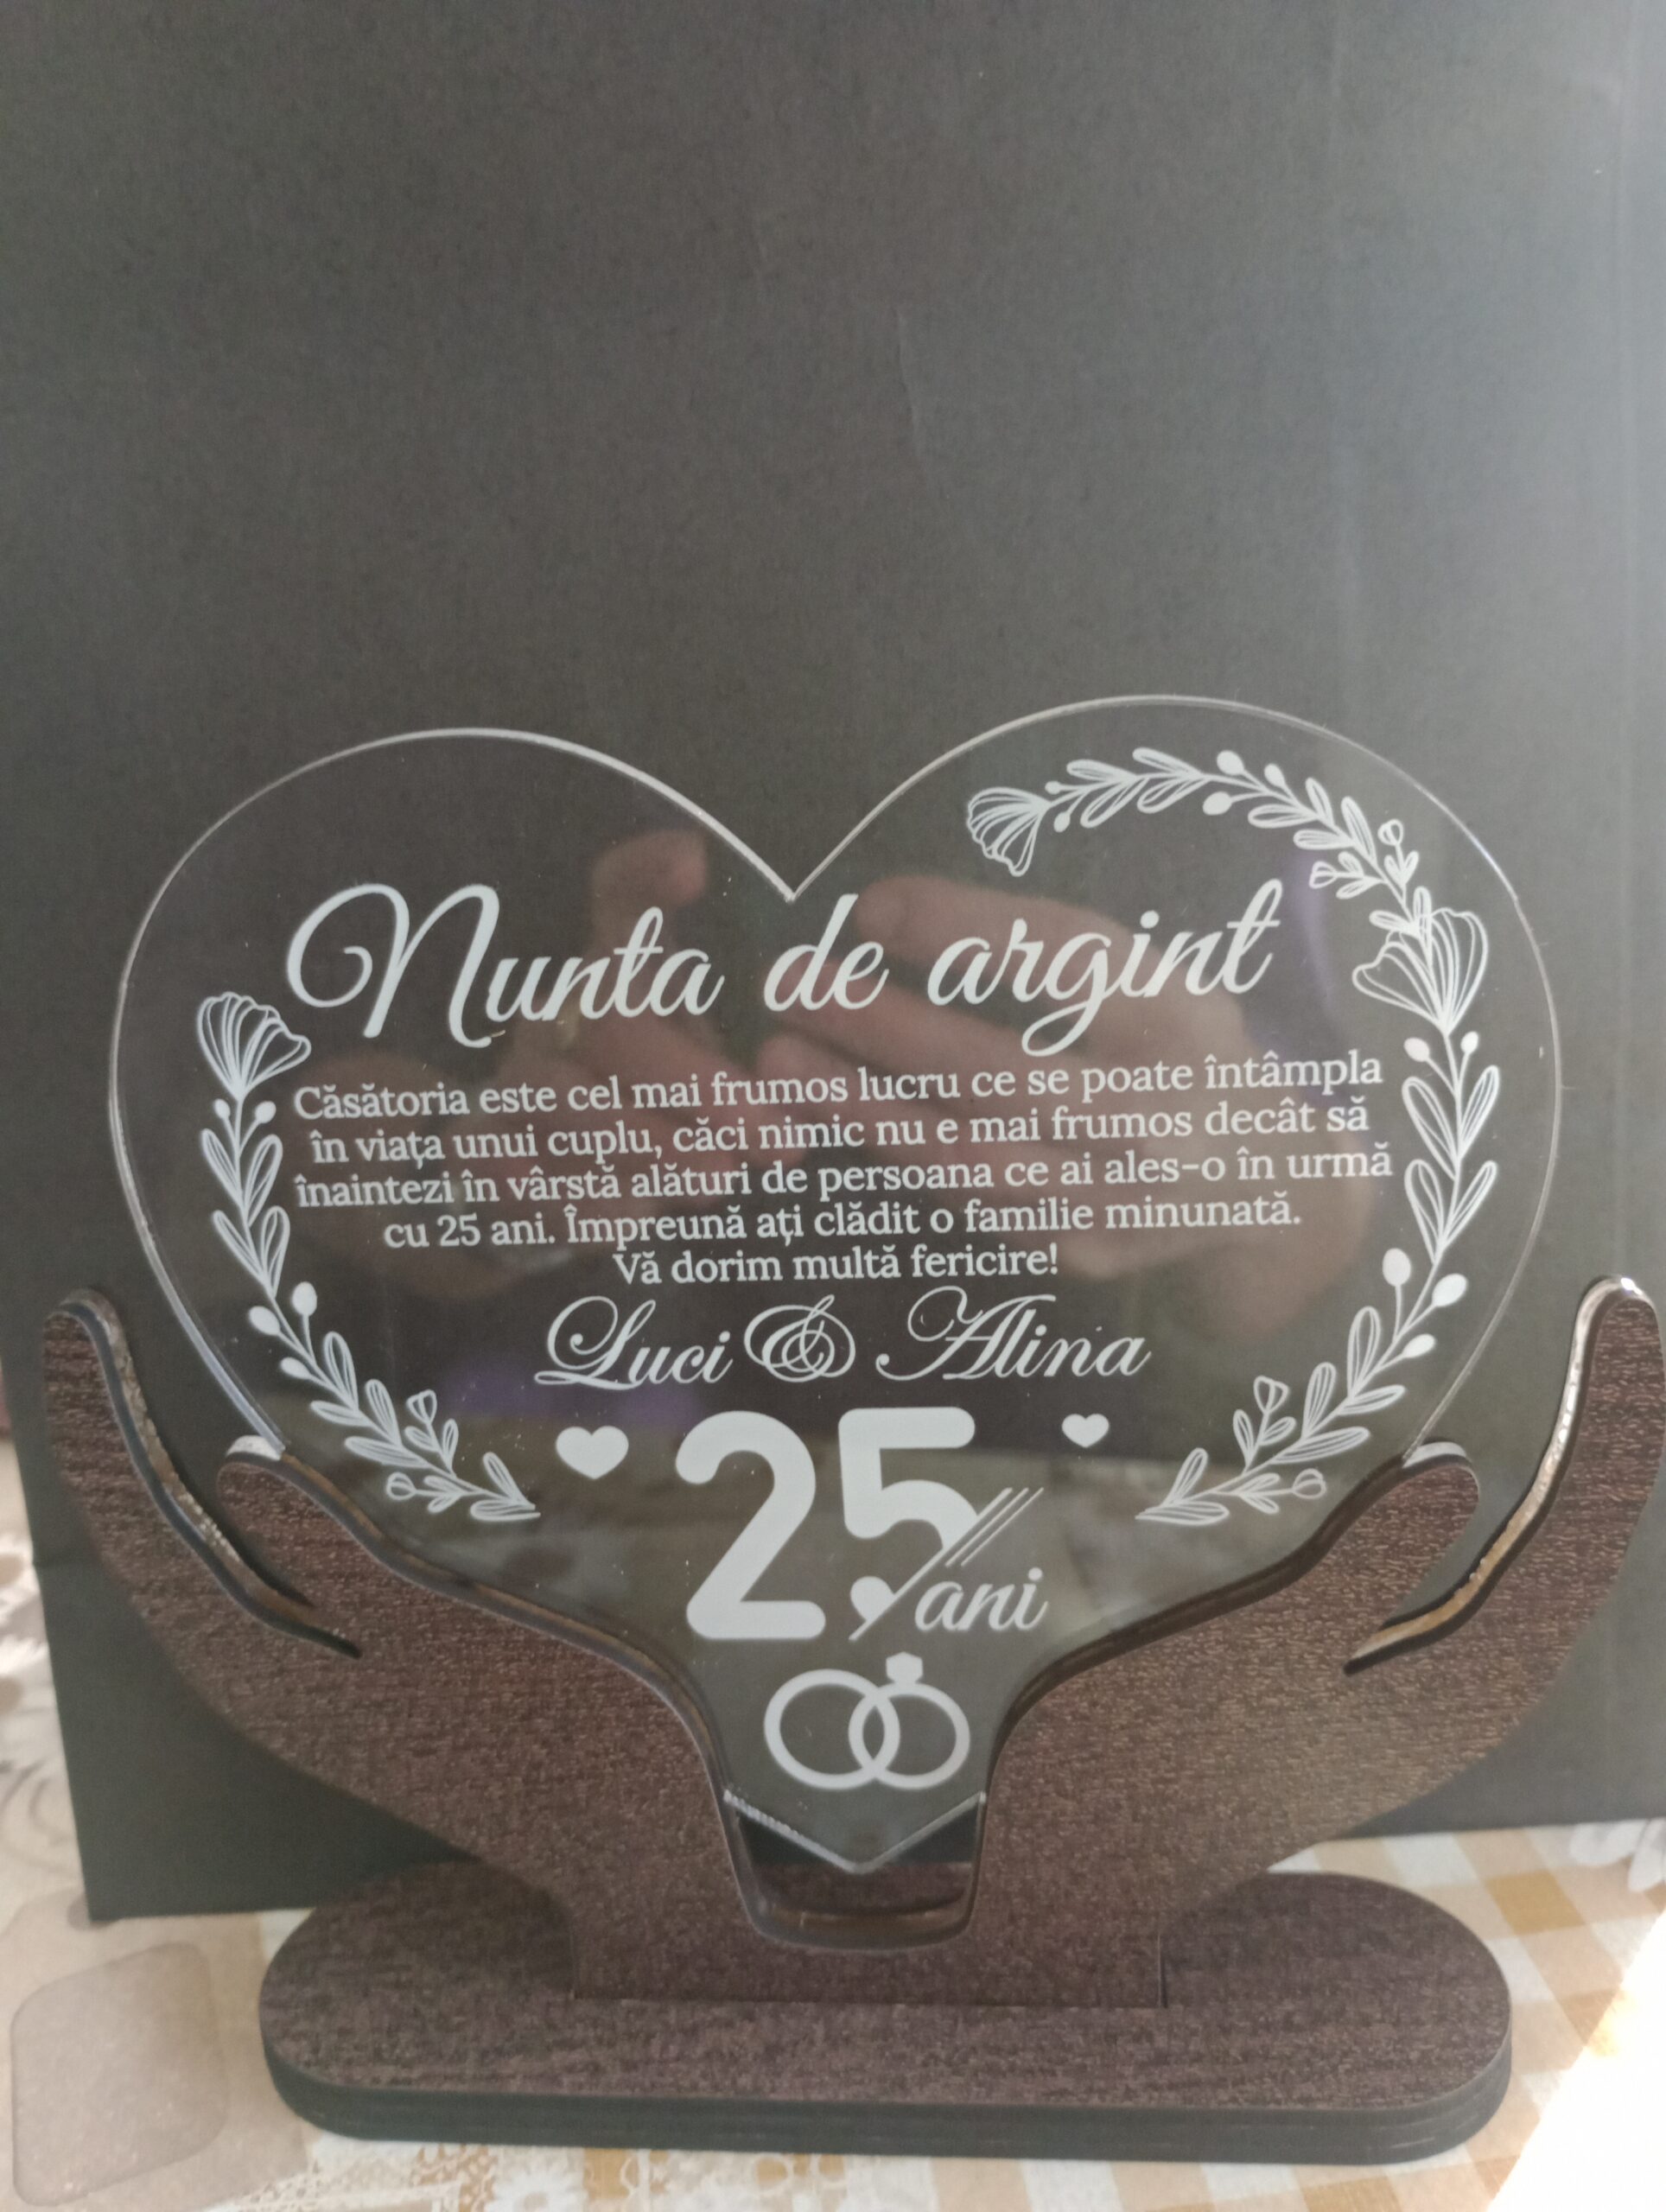 Nunta de argint
Căsătoria este cel mai frumos lucru ce se poate întâmpla
în viața unui cuplu, căci nimic nu e mai frumos decât să
înaintezi în vârstă alături de persoana ce ai ales-o în urmă
cu 25 ani. Împreună ați clădit o familie minunată.
Vă dorim multă fericire!
Luci & Alina
25
ani